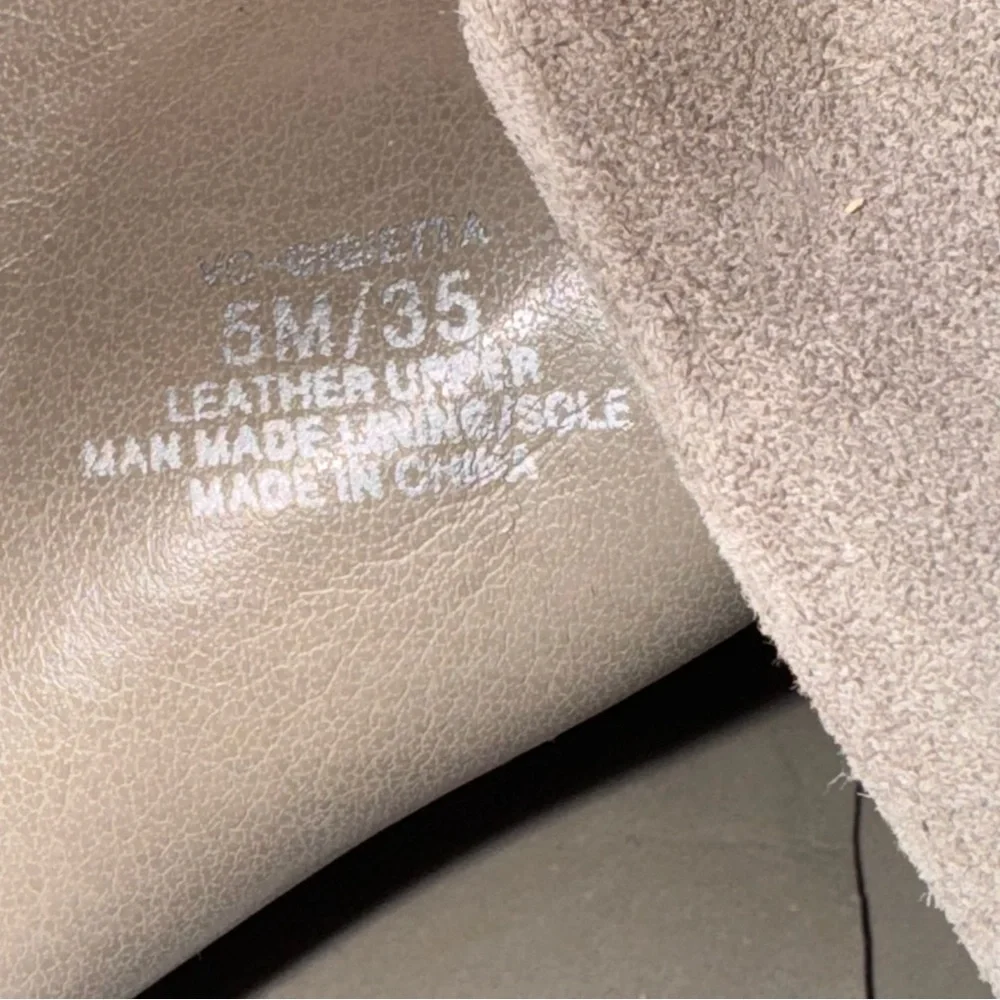 5M/35
LEATHER UPPER
MAN MADE LINING/SOLE
MADE IN CHINA